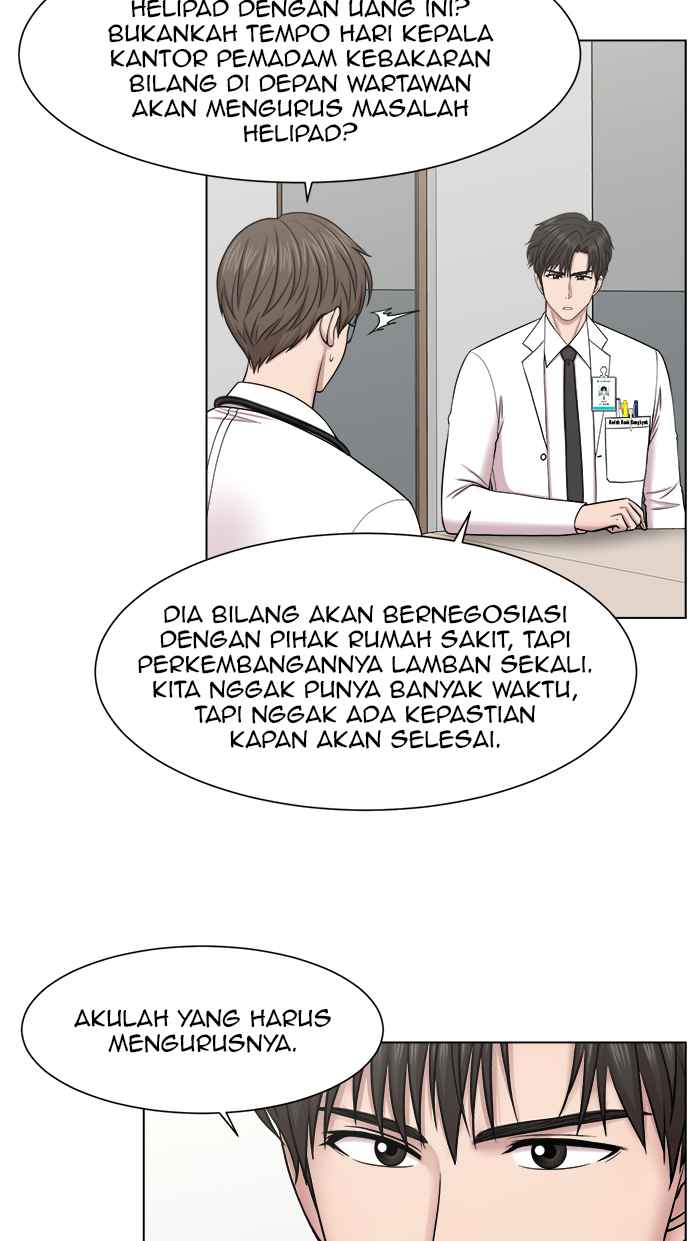 HELIPAD DENGAN UANG INI?
BUKANKAH TEMPO HARI KEPALA
KANTOR PEMADAM KEBAKARAN
BILANG DI DEPAN WARTAWAN
AKAN MENGURUS MASALAH
HELIPAD?
DIA BILANG AKAN BERNEGOSIASI
DENGAN PIHAK RUMAH SAKIT, TAPI
PERKEMBANGANNYA LAMBAN SEKALI.
KITA NGGAK PUNYA BANYAK WAKTU,
TAPI NGGAK ADA KEPASTIAN
KAPAN AKAN SELESAI.
AKULAH YANG HARUS
MENGURUSNYA.